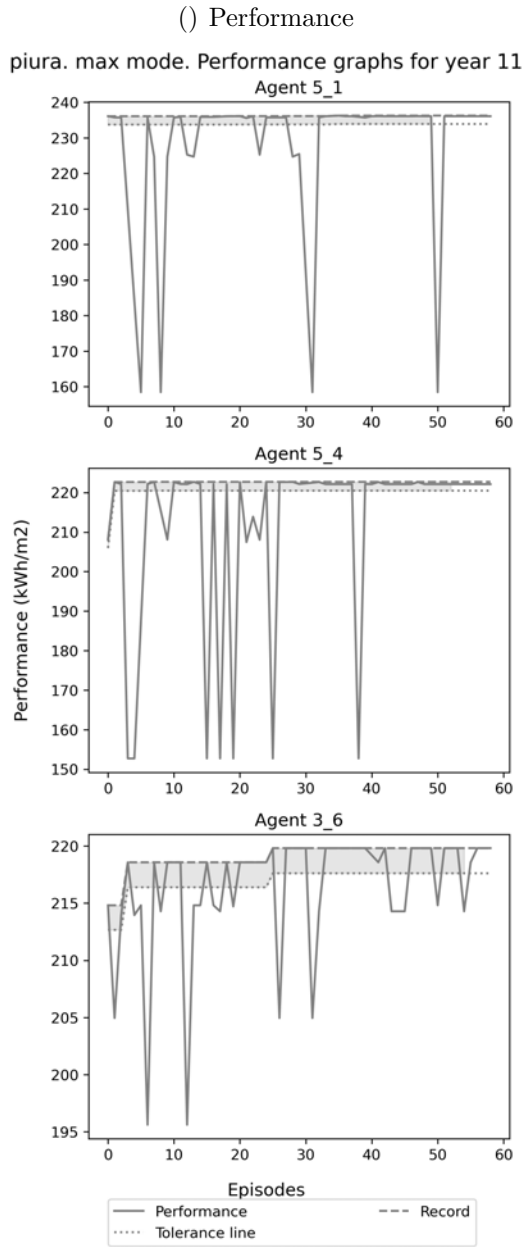 () Performance
piura. max mode. Performance graphs for year 11
Agent 5_1
240
230
220
210
200
190
180
170
160
0 10 20 30 40 50 60
Agent 5_4
220
210
200
190
180
170
160
150
0 10 20 30 40 50 60
Performance (kWh/m2)
Agent 3_6
220
215
210
205
200
195
0 10 20 30 40 50 60
Episodes
Performance
Tolerance line
Record